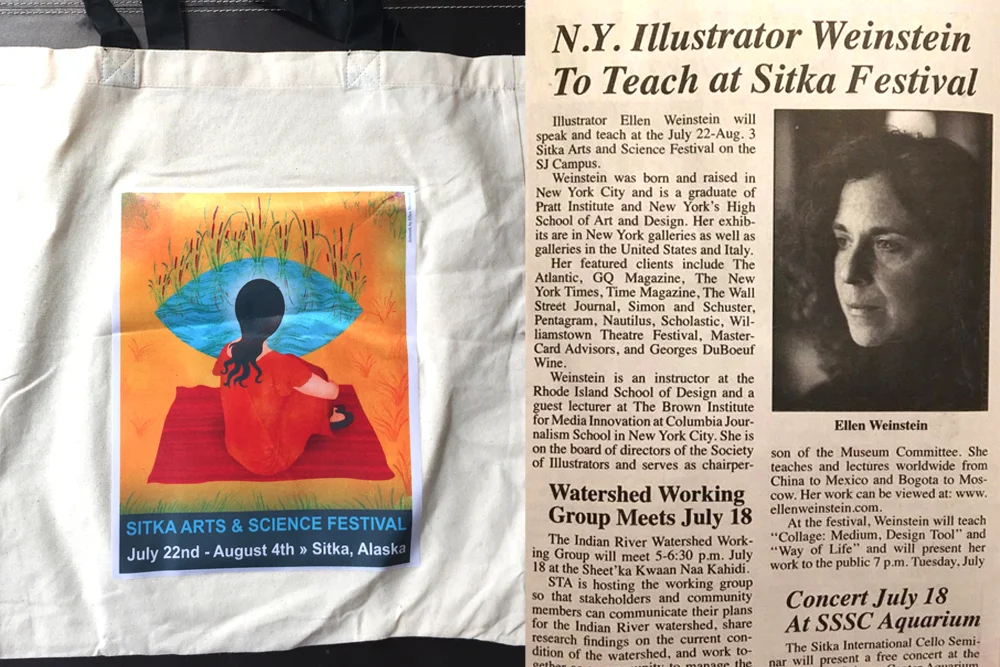 SITKA ARTS & SCIENCE FESTIVAL
July 22nd - August 4th » Sitka, Alaska
N.Y. Illustrator Weinstein
To Teach at Sitka Festival
Illustrator Ellen Weinstein will
speak and teach at the July 22-Aug. 3
Sitka Arts and Science Festival on the
SJ Campus.
Weinstein was born and raised in
New York City and is a graduate of
Pratt Institute and New York's High
School of Art and Design. Her exhib-
its are in New York galleries as well as
galleries in the United States and Italy.
Her featured clients include The
Atlantic, GQ Magazine, The New
York Times, Time Magazine, The Wall
Street Journal, Simon and Schuster,
Pentagram, Nautilus, Scholastic, Wil-
liamstown Theatre Festival, Master-
Card Advisors, and Georges DuBoeuf
Wine.
Weinstein is an instructor at the
Rhode Island School of Design and a
guest lecturer at The Brown Institute
for Media Innovation at Columbia Jour-
nalism School in New York City. She is
on the board of directors of the Society
of Illustrators and serves as chairper-
Ellen Weinstein
son of the Museum Committee. She
teaches and lectures worldwide from
China to Mexico and Bogota to Mos-
cow. Her work can be viewed at: www.
ellenweinstein.com.
At the festival, Weinstein will teach
"Collage: Medium, Design Tool" and
"Way of Life" and will present her
work to the public 7 p.m. Tuesday, July
Watershed Working
Group Meets July 18
The Indian River Watershed Work-
ing Group will meet 5-6:30 p.m. July
18 at the Sheet'ka Kwaan Naa Kahidi.
STA is hosting the working group
so that stakeholders and community
members can communicate their plans
for the Indian River watershed, share
research findings on the current con-
dition of the watershed, and work to-
manage the
Concert July 18
At SSSC Aquarium
The Sitka International Cello Semi-
nar will present a free concert at the